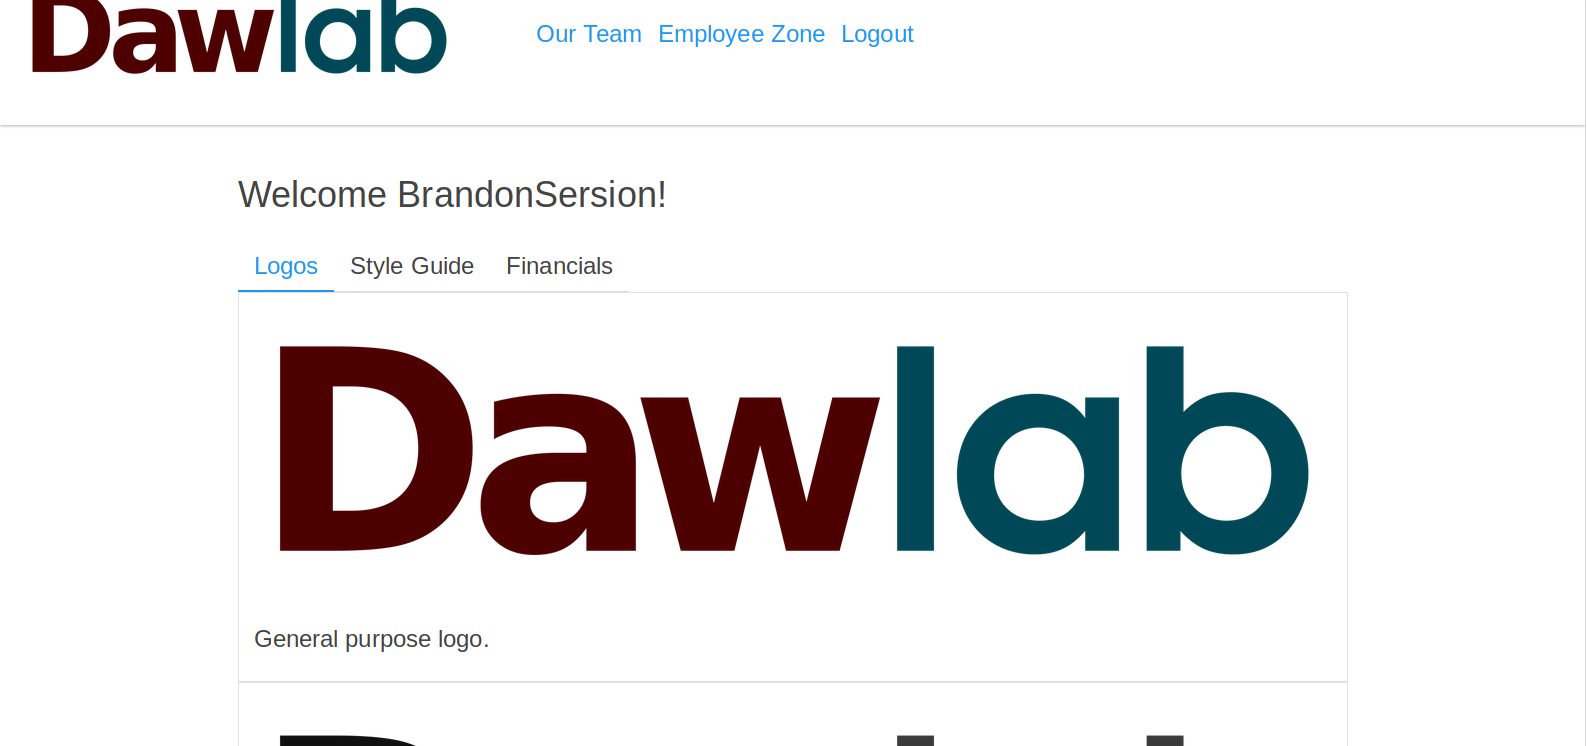 Dawlab
Our Team Employee Zone Logout
Welcome BrandonSersion!
Logos Style Guide Financials
Dawlab
General purpose logo.